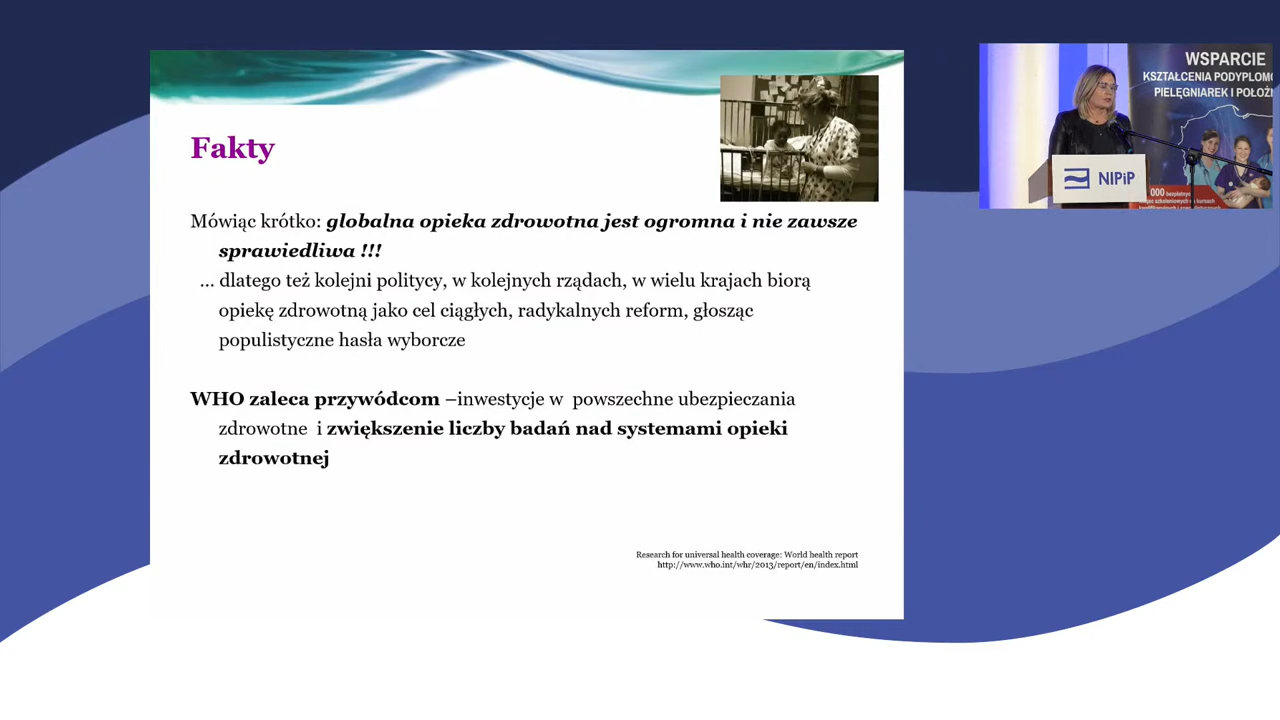 Fakty
Mówiąc krótko: globalna opieka zdrowotna jest ogromna i nie zawsze
sprawiedliwa !!!
... dlatego też kolejni politycy, w kolejnych rządach, w wielu krajach biorą
opiekę zdrowotną jako cel ciągłych, radykalnych reform, głosząc
populistyczne hasła wyborcze
WHO zaleca przywódcom –inwestycje w powszechne ubezpieczania
zdrowotne i zwiększenie liczby badań nad systemami opieki
zdrowotnej
Research for universal health coverage: World health report
http://www.who.int/whr/2013/report/en/index.html
WSPARCIE
KSZTAŁCENIA PODYPLOMO
PIELĘGNIAREK I POŁOŻ
NIPiP
000 bezpłatnyc